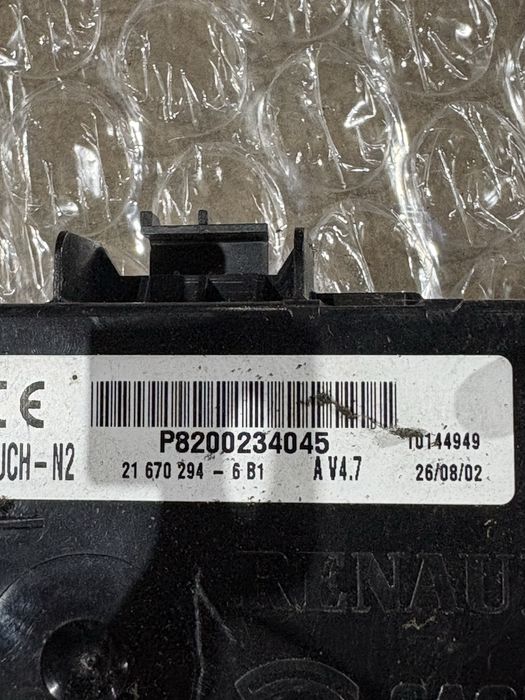 CE
UCH-N2
P8200234045
10144949
21 670 294 - 6 B1
A V4.7
26/08/02
RENAU